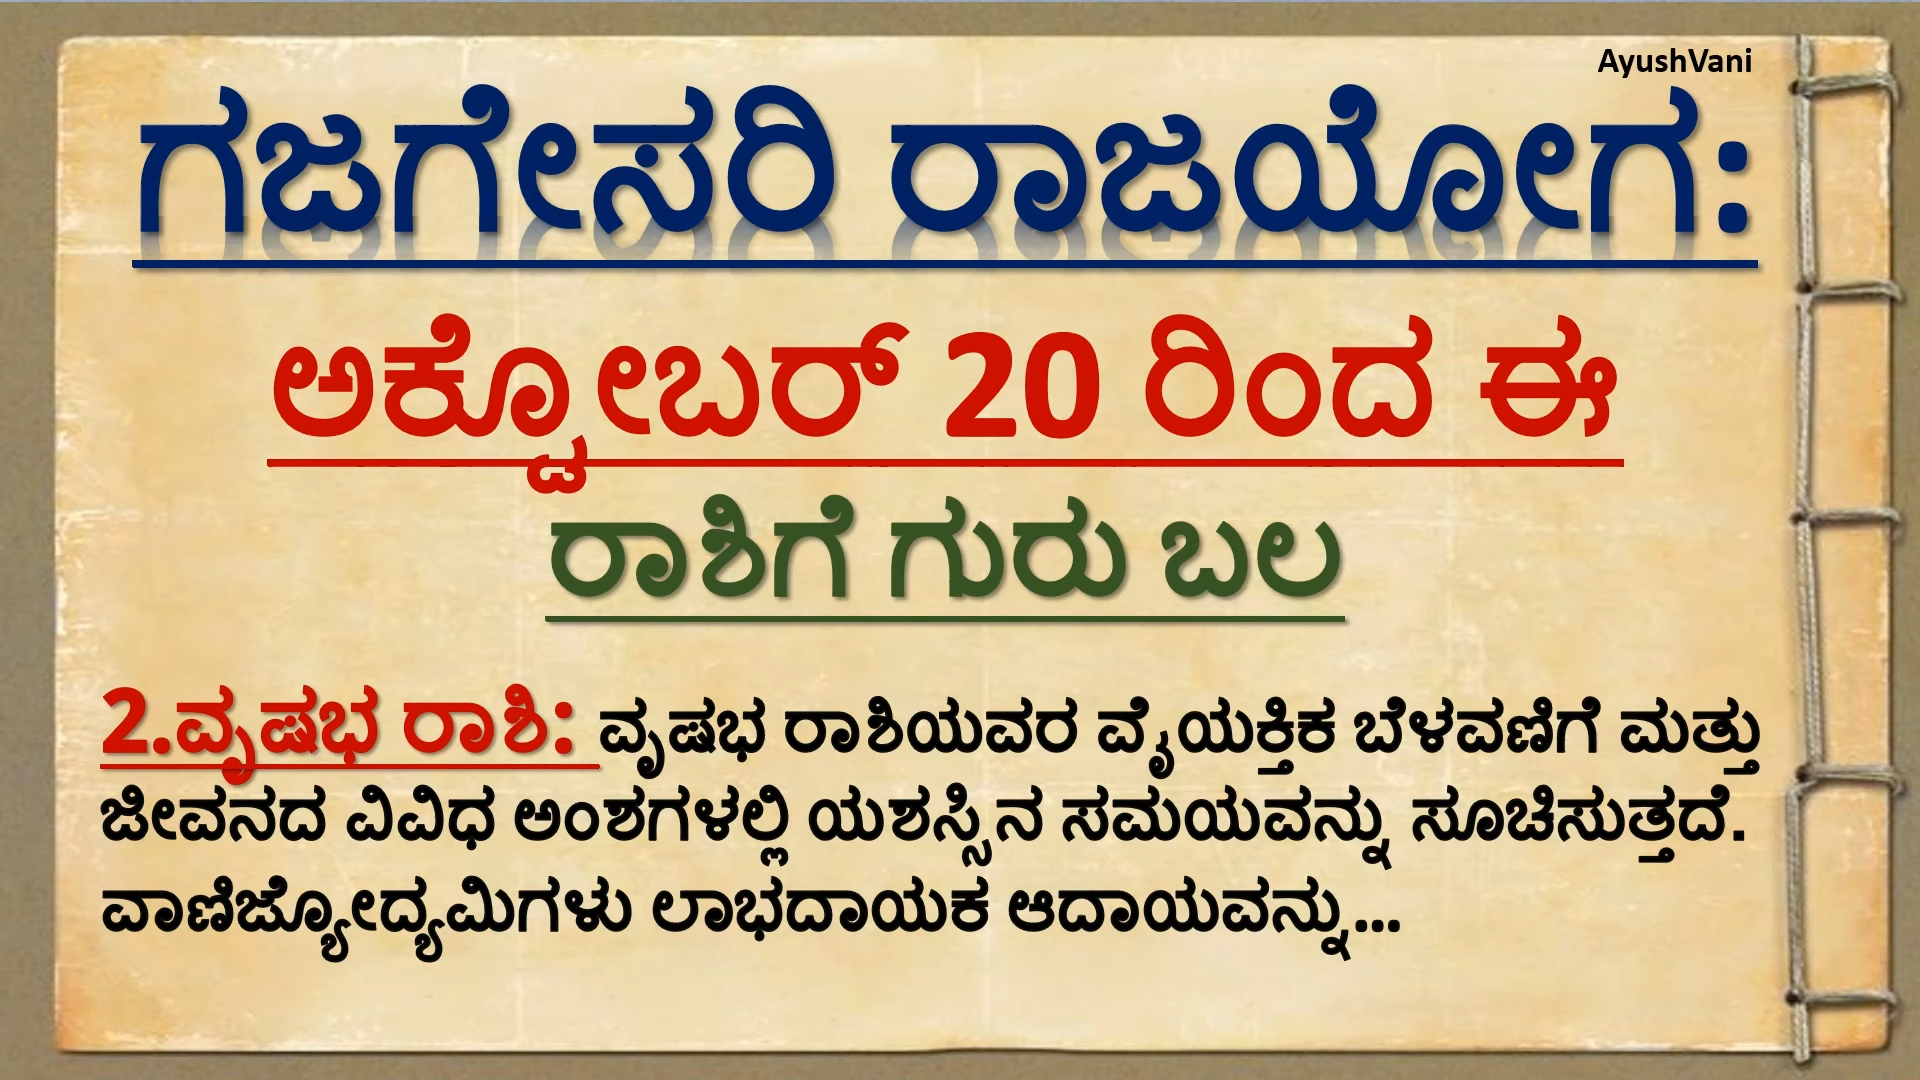 AyushVani
ಗಜಗೇಸರಿ ರಾಜಯೋಗ:
ಅಕ್ಟೋಬರ್ 20 ರಿಂದ ಈ
ರಾಶಿಗೆ ಗುರು ಬಲ
2.ವೃಷಭ ರಾಶಿ: ವೃಷಭ ರಾಶಿಯವರ ವೈಯಕ್ತಿಕ ಬೆಳವಣಿಗೆ ಮತ್ತು
ಜೀವನದ ವಿವಿಧ ಅಂಶಗಳಲ್ಲಿ ಯಶಸ್ಸಿನ ಸಮಯವನ್ನು ಸೂಚಿಸುತ್ತದೆ.
ವಾಣಿಜ್ಯೋದ್ಯಮಿಗಳು ಲಾಭದಾಯಕ ಆದಾಯವನ್ನು...